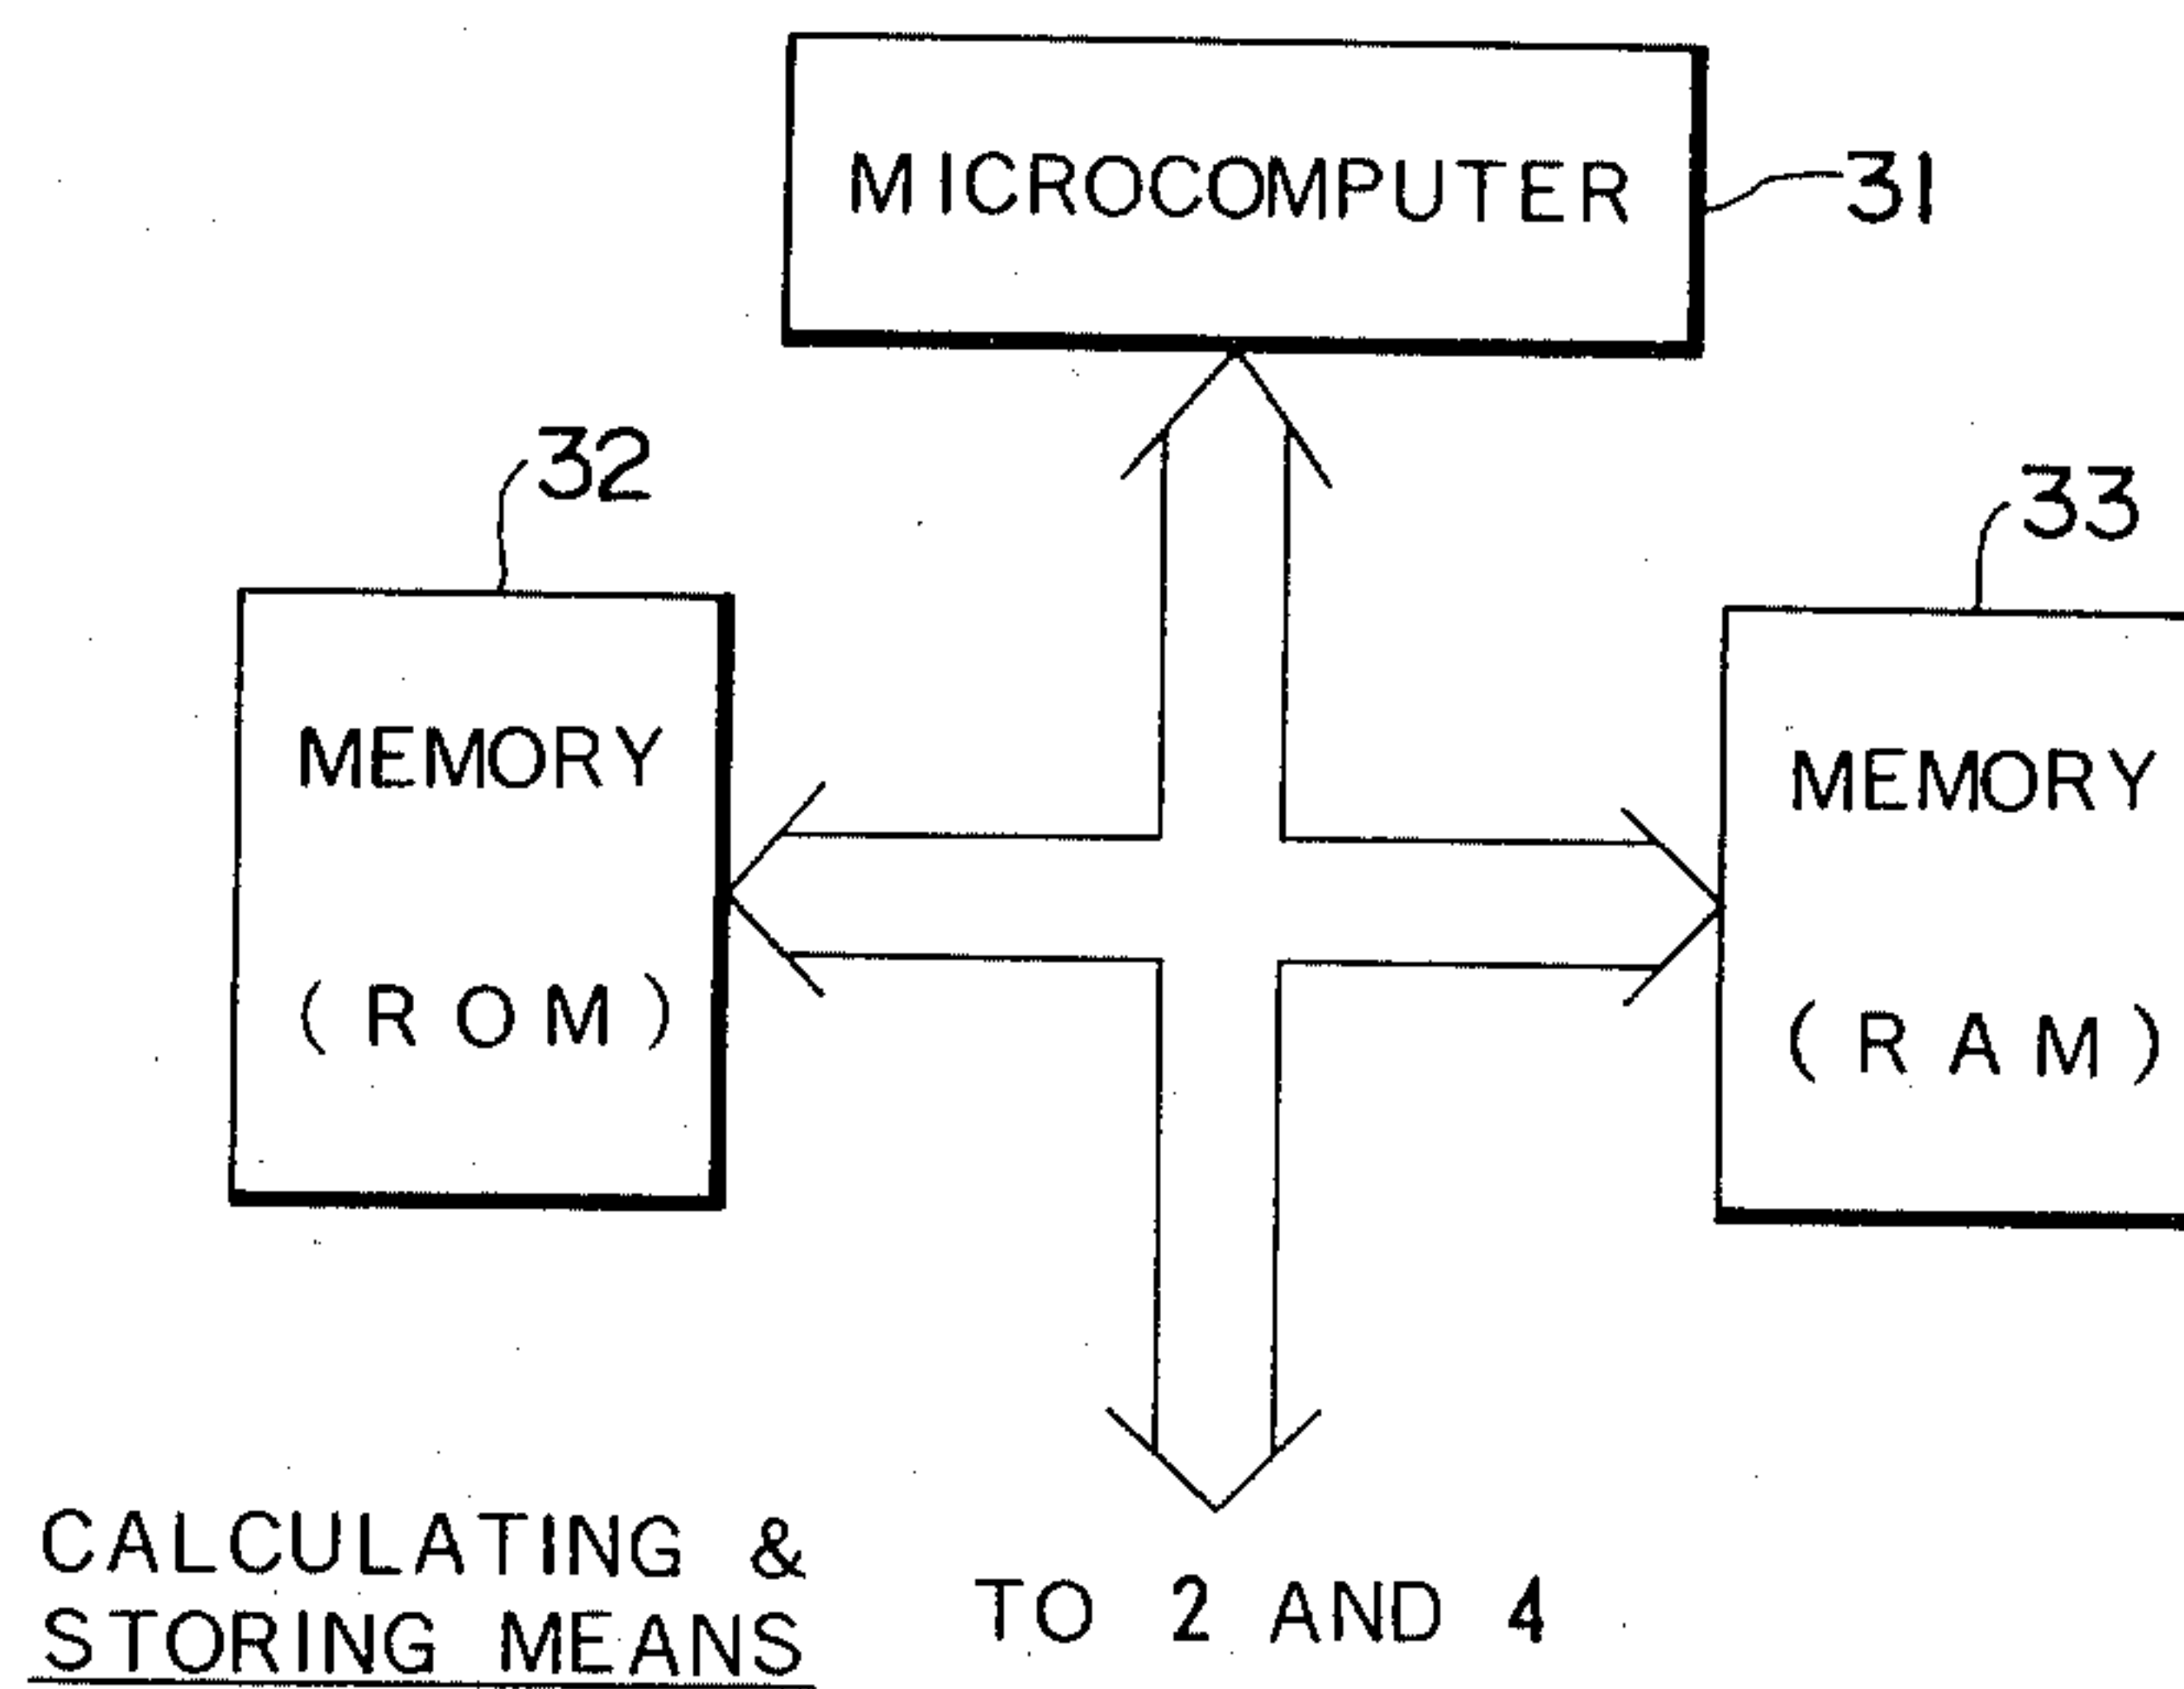 MICROCOMPUTER
31
32
33
MEMORY
(ROM)
MEMORY
(RAM)
CALCULATING &
STORING MEANS
TO 2 AND 4